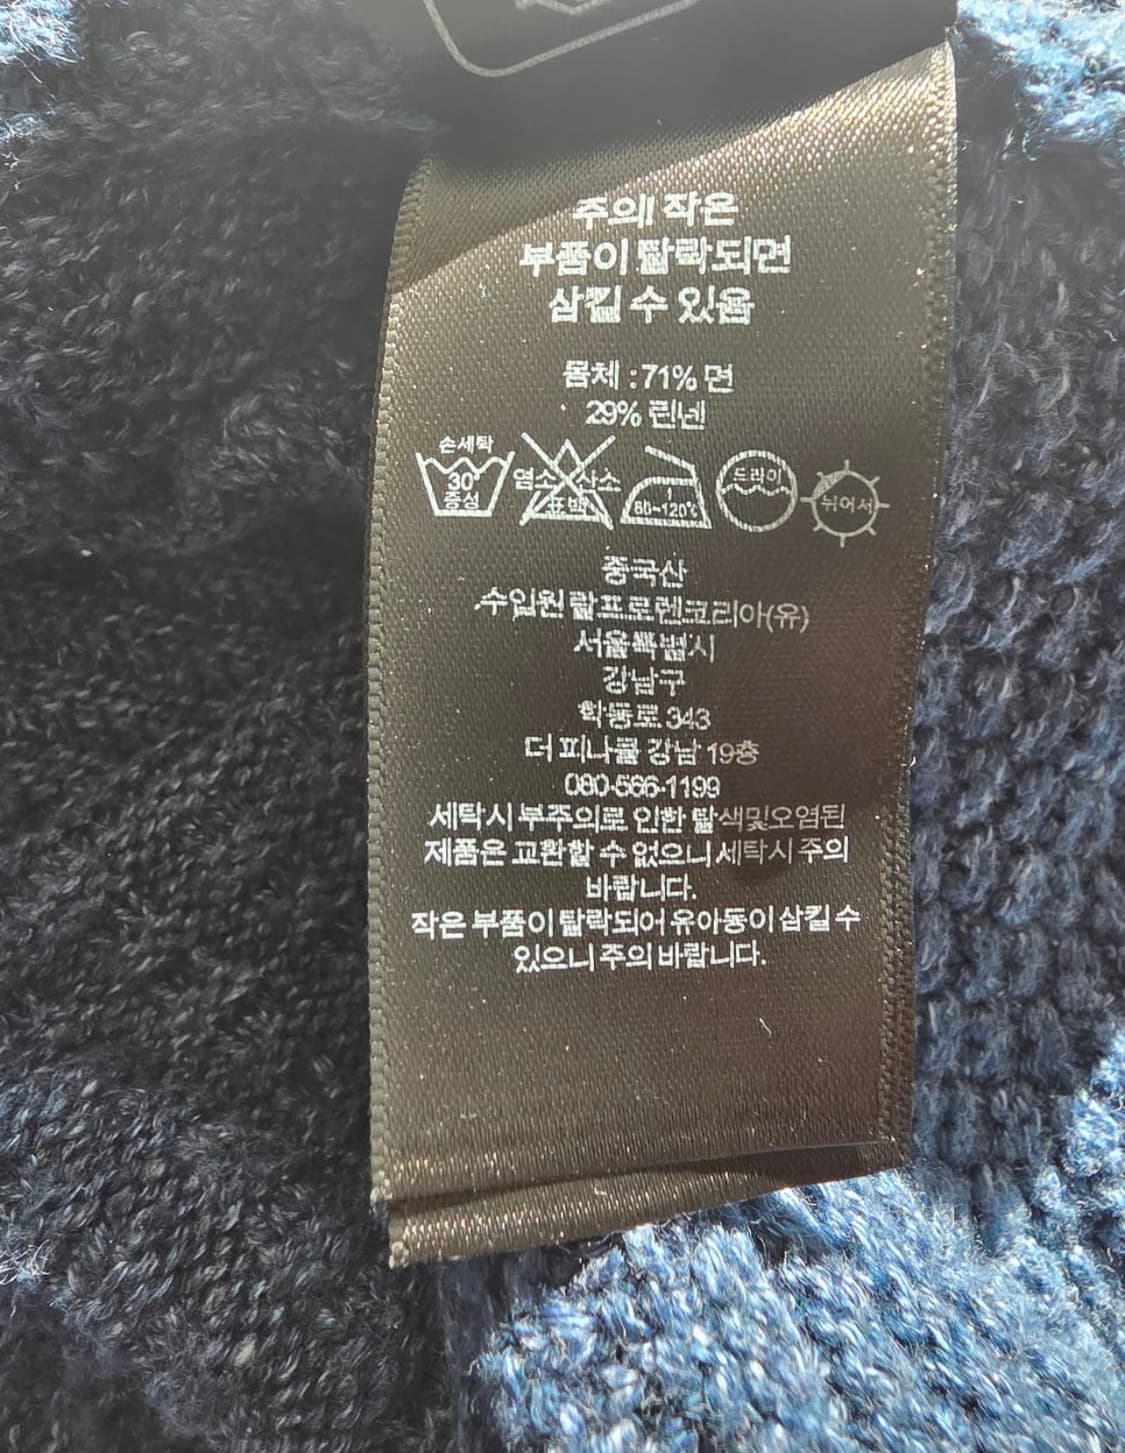 주의! 작은
부품이 탈락되면
삼킬 수 있음
몸체 : 71% 면
29% 린넨
손세탁
30°
중성
염소 산소
표백
80~120℃
드라이
뉘어서
중국산
수입원 랄프로렌코리아(유)
서울특별시
강남구
학동로 343
더 피나클 강남 19층
080-566-1199
세탁시 부주의로 인한 탈색및오염된
제품은 교환할 수 없으니 세탁시 주의
바랍니다.
작은 부품이 탈락되어 유아동이 삼킬 수
있으니 주의 바랍니다.